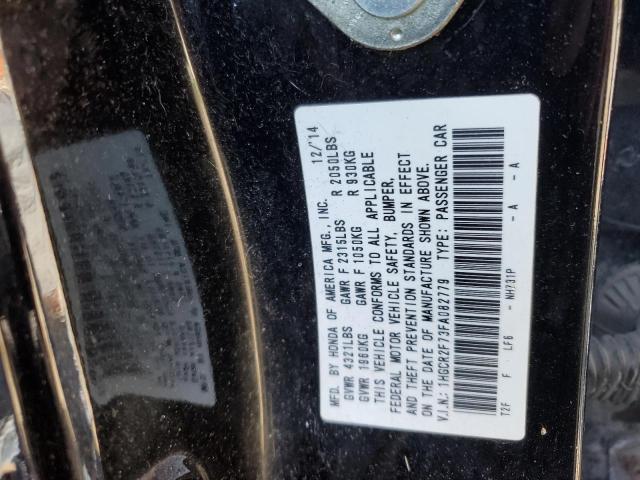 MFD. BY HONDA OF AMERICA MFG., INC. 12/'14
GVWR 4321LBS GAWR F 2315LBS R 2050LBS
GVWR 1960KG GAWR F 1050KG R 930KG
THIS VEHICLE CONFORMS TO ALL APPLICABLE
FEDERAL MOTOR VEHICLE SAFETY, BUMPER,
AND THEFT PREVENTION STANDARDS IN EFFECT
ON THE DATE OF MANUFACTURE SHOWN ABOVE.
V.I.N.: 1HGCR2F73FA082779 TYPE: PASSENGER CAR
T2F F LF6 - NH731P - A - A